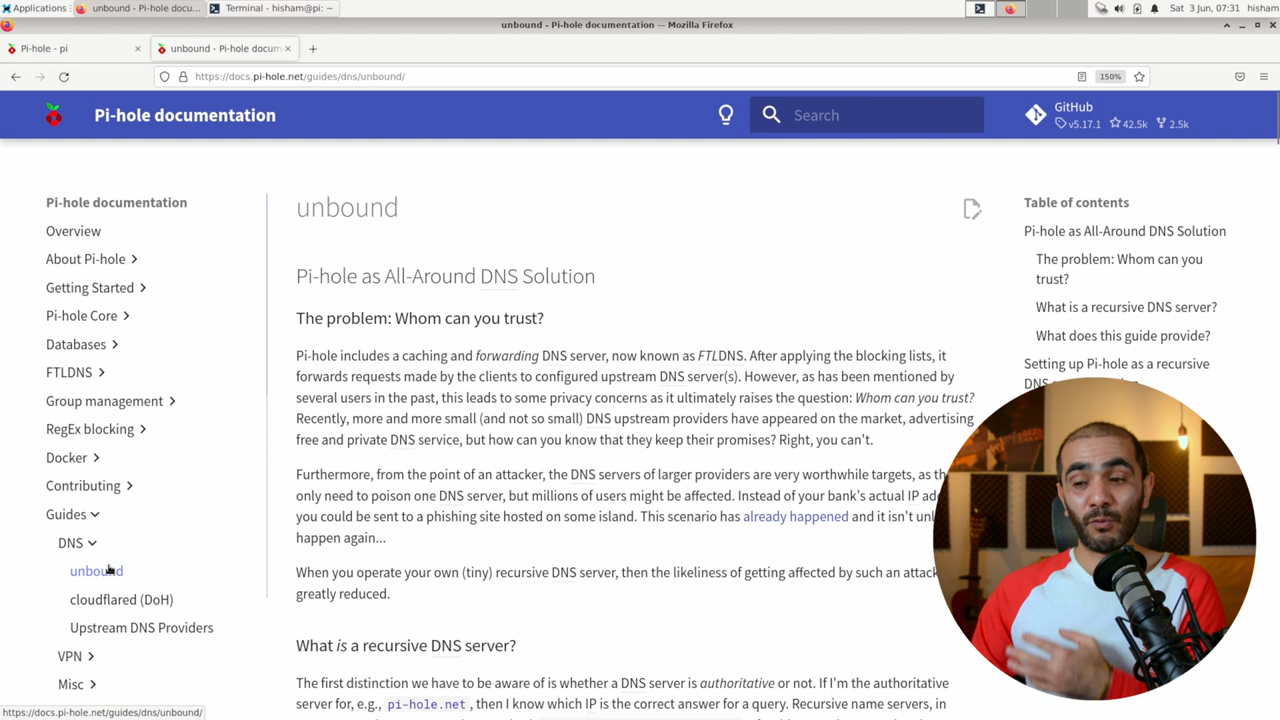 Applications
unbound - Pi-hole docu...
Terminal - hisham@pi: ~
Sat 3 Jun, 07:31 hisham
unbound - Pi-hole documentation — Mozilla Firefox
Pi-hole - pi
unbound - Pi-hole docum
https://docs.pi-hole.net/guides/dns/unbound/
150%
Pi-hole documentation
Search
GitHub
v5.17.1 42.5k 2.5k
Pi-hole documentation
Overview
About Pi-hole
Getting Started
Pi-hole Core
Databases
FTLDNS
Group management
RegEx blocking
Docker
Contributing
Guides
DNS
unbound
cloudflared (DoH)
Upstream DNS Providers
VPN
Misc
unbound
Pi-hole as All-Around DNS Solution
The problem: Whom can you trust?
Pi-hole includes a caching and forwarding DNS server, now known as FTLDNS. After applying the blocking lists, it
forwards requests made by the clients to configured upstream DNS server(s). However, as has been mentioned by
several users in the past, this leads to some privacy concerns as it ultimately raises the question: Whom can you trust?
Recently, more and more small (and not so small) DNS upstream providers have appeared on the market, advertising
free and private DNS service, but how can you know that they keep their promises? Right, you can't.
Furthermore, from the point of an attacker, the DNS servers of larger providers are very worthwhile targets, as th
only need to poison one DNS server, but millions of users might be affected. Instead of your bank's actual IP ad
you could be sent to a phishing site hosted on some island. This scenario has already happened and it isn't unl
happen again...
When you operate your own (tiny) recursive DNS server, then the likeliness of getting affected by such an attack
greatly reduced.
What is a recursive DNS server?
The first distinction we have to be aware of is whether a DNS server is authoritative or not. If I'm the authoritative
server for, e.g., pi-hole.net, then I know which IP is the correct answer for a query. Recursive name servers, in
Table of contents
Pi-hole as All-Around DNS Solution
The problem: Whom can you
trust?
What is a recursive DNS server?
What does this guide provide?
Setting up Pi-hole as a recursive
https://docs.pi-hole.net/guides/dns/unbound/